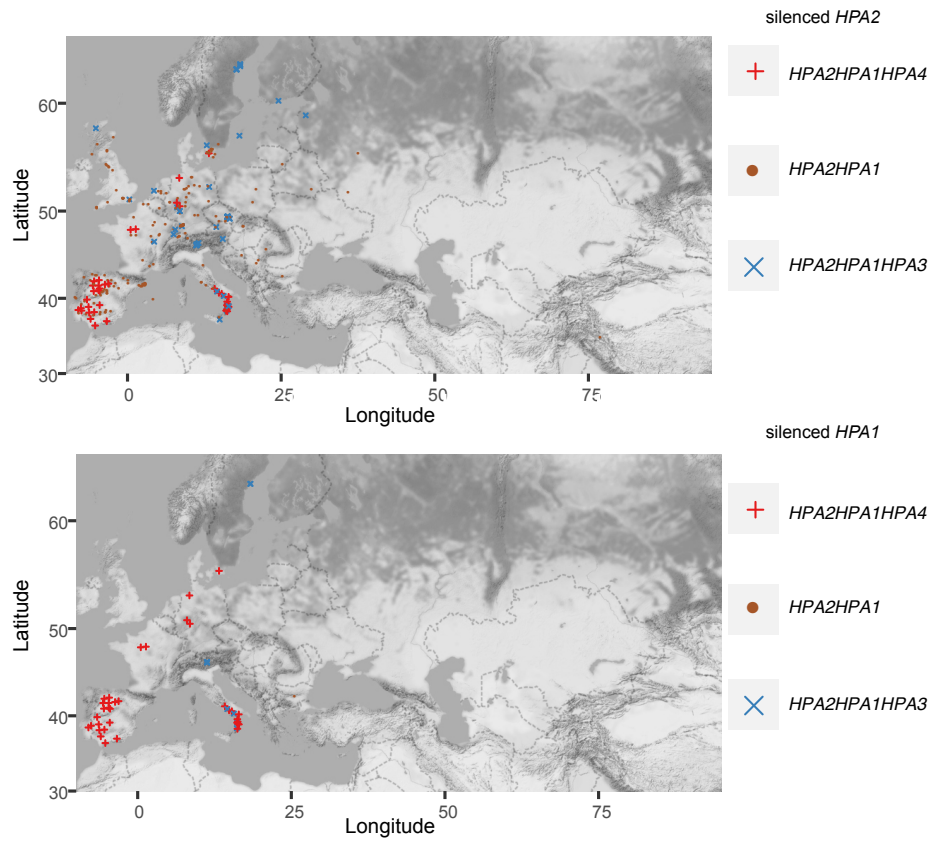 silenced HPA2
HPA2HPA1HPA4
HPA2HPA1
HPA2HPA1HPA3
Latitude
60
50
40
30
0
25
50
75
Longitude
silenced HPA1
HPA2HPA1HPA4
HPA2HPA1
HPA2HPA1HPA3
Latitude
60
50
40
30
0
25
50
75
Longitude